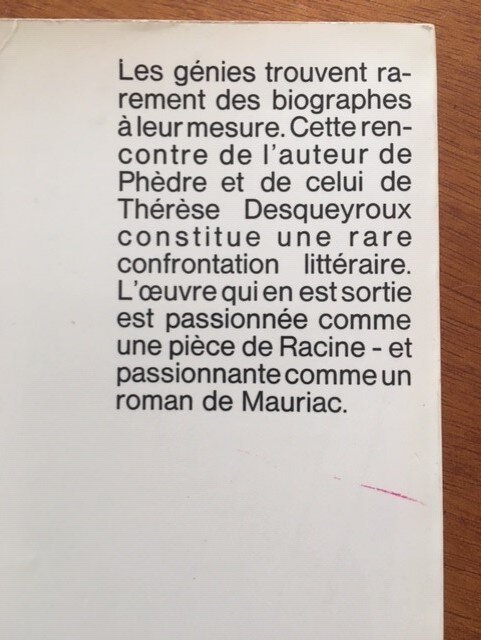 Les génies trouvent ra-
rement des biographes
à leur mesure. Cette ren-
contre de l'auteur de
Phèdre et de celui de
Thérèse Desqueyroux
constitue une rare
confrontation littéraire.
L'œuvre qui en est sortie
est passionnée comme
une pièce de Racine - et
passionnante comme un
roman de Mauriac.